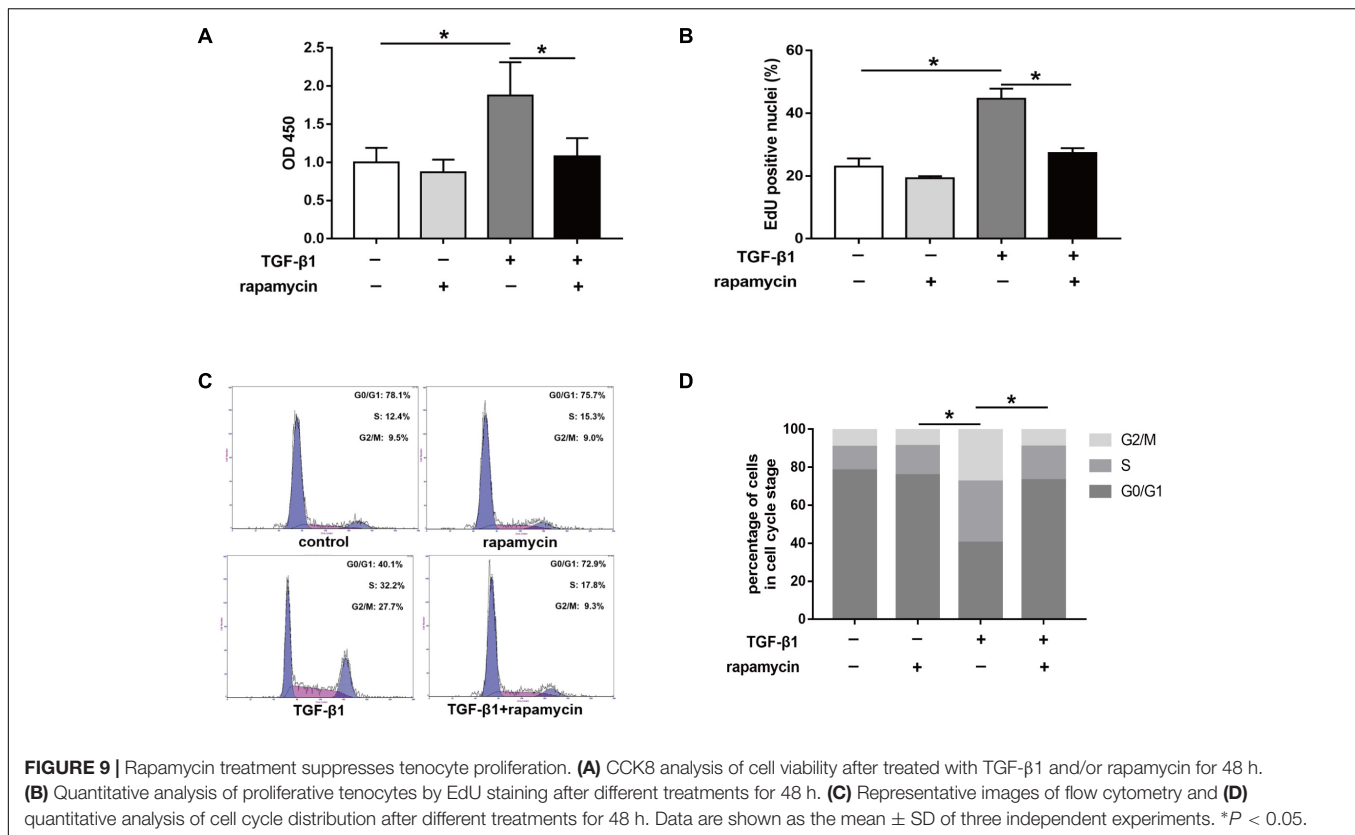 A
OD 450
2.5
2.0
1.5
1.0
0.5
0.0
*
*
TGF-β1 – – + +
rapamycin – + – +
B
EdU positive nuclei (%)
60
40
20
0
*
*
TGF-β1 – – + +
rapamycin – + – +
C
G0/G1: 78.1%
S: 12.4%
G2/M: 9.5%
control
G0/G1: 75.7%
S: 15.3%
G2/M: 9.0%
rapamycin
G0/G1: 40.1%
S: 32.2%
G2/M: 27.7%
TGF-β1
G0/G1: 72.9%
S: 17.8%
G2/M: 9.3%
TGF-β1+rapamycin
D
percentage of cells
in cell cycle stage
100
80
60
40
20
0
*
*
G2/M
S
G0/G1
TGF-β1 – – + +
rapamycin – + – +
FIGURE 9 | Rapamycin treatment suppresses tenocyte proliferation. (A) CCK8 analysis of cell viability after treated with TGF-β1 and/or rapamycin for 48 h.
(B) Quantitative analysis of proliferative tenocytes by EdU staining after different treatments for 48 h. (C) Representative images of flow cytometry and (D)
quantitative analysis of cell cycle distribution after different treatments for 48 h. Data are shown as the mean ± SD of three independent experiments. *P < 0.05.